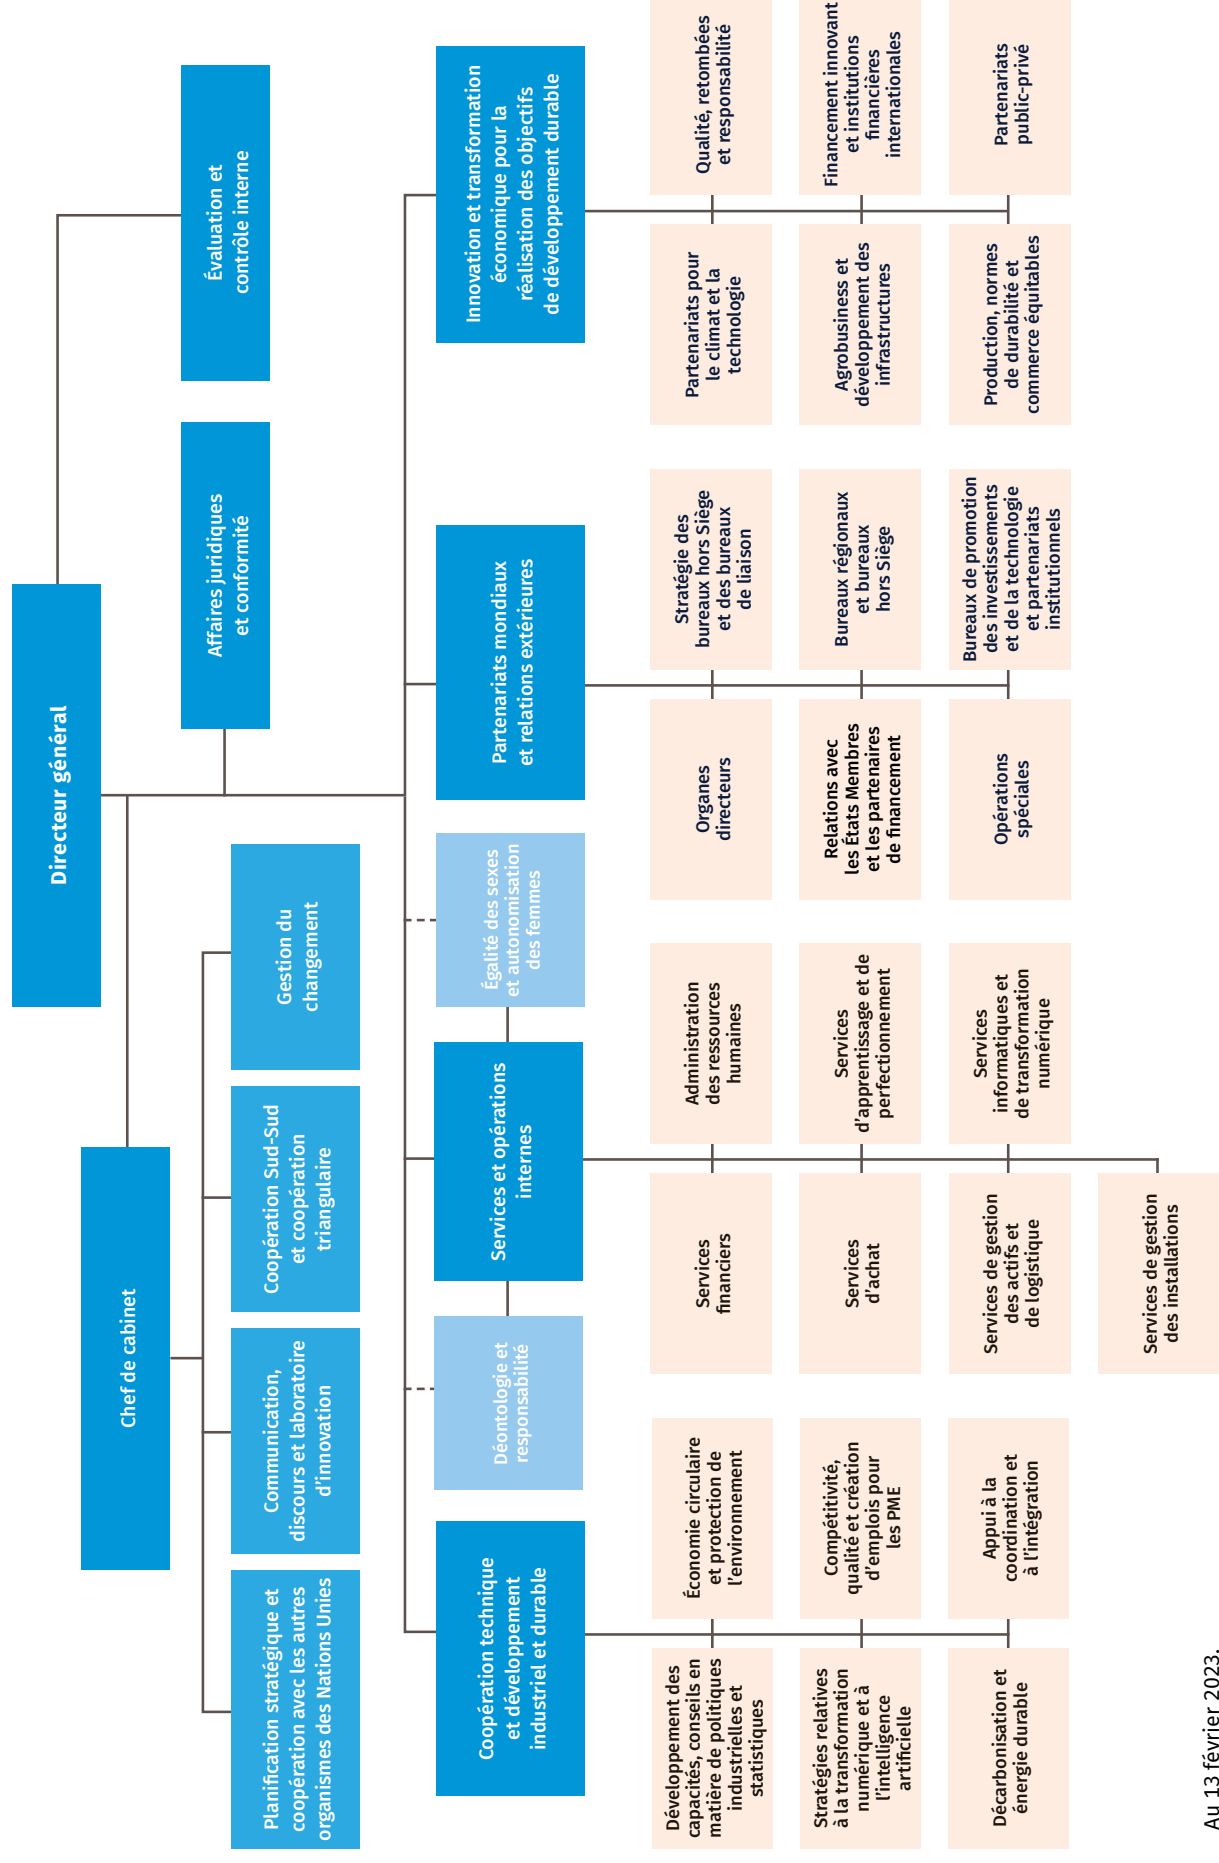 Directeur général
Évaluation et
contrôle interne
Affaires juridiques
et conformité
Chef de cabinet
Planification stratégique et
coopération avec les autres
organismes des Nations Unies
Communication,
discours et laboratoire
d'innovation
Coopération Sud-Sud
et coopération
triangulaire
Gestion du
changement
Coopération technique
et développement
industriel et durable
Déontologie et
responsabilité
Services et opérations
internes
Égalité des sexes
et autonomisation
des femmes
Partenariats mondiaux
et relations extérieures
Innovation et transformation
économique pour la
réalisation des objectifs
de développement durable
Développement des
capacités, conseils en
matière de politiques
industrielles et
statistiques
Économie circulaire
et protection de
l'environnement
Stratégies relatives
à la transformation
numérique et à
l'intelligence
artificielle
Compétitivité,
qualité et création
d'emplois pour
les PME
Décarbonisation et
énergie durable
Appui à la
coordination et
à l'intégration
Services
financiers
Administration
des ressources
humaines
Services
d'achat
Services
d'apprentissage et de
perfectionnement
Services de gestion
des actifs et
de logistique
Services
informatiques et
de transformation
numérique
Services de gestion
des installations
Organes
directeurs
Stratégie des
bureaux hors Siège
et des bureaux
de liaison
Relations avec
les États Membres
et les partenaires
de financement
Bureaux régionaux
et bureaux
hors Siège
Opérations
spéciales
Bureaux de promotion
des investissements
et de la technologie
et partenariats
institutionnels
Partenariats pour
le climat et la
technologie
Qualité, retombées
et responsabilité
Agrobusiness et
développement des
infrastructures
Financement innovant
et institutions
financières
internationales
Production, normes
de durabilité et
commerce équitables
Partenariats
public-privé
Au 13 février 2023.